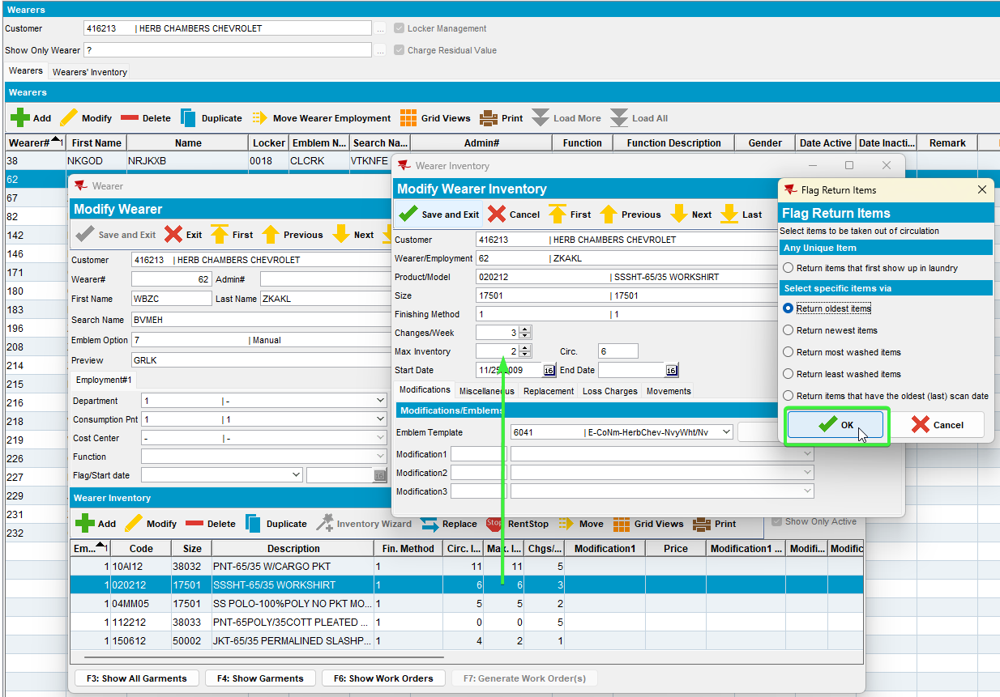 Wearers
Customer 416213 | HERB CHAMBERS CHEVROLET ... Locker Management
Show Only Wearer ? ... Charge Residual Value
Wearers Wearers' Inventory
Wearers
Add Modify Delete Duplicate Move Wearer Employment Grid Views Print Load More Load All
Wearer# 1 First Name Name Locker Emblem N... Search Na... Admin# Function Function Description Gender Date Active Date Inacti... Remark
38 NKGOD NRJKXB 0018 CLCRK VTKNFE
62
67
82
142
146
171
180
183
196
208
214
215
216
218
219
226
227
229
231
232
Wearer
Modify Wearer
Save and Exit Exit First Previous Next
Customer 416213 | HERB CHAMBERS CHEVROLET
Wearer# 62 Admin#
First Name WBZC Last Name ZKAKL
Search Name BVMEH
Emblem Option 7 | Manual
Preview GRLK
Employment#1
Department 1 | -
Consumption Pnt 1 | 1
Cost Center - | -
Function
Flag/Start date 16
Wearer Inventory
Add Modify Delete Duplicate Inventory Wizard Replace Stop RentStop Move Grid Views Print Show Only Active
Em... 1 Code Size Description Fin. Method Circ. I... Max. I... Chgs/... Modification1 Price Modification1 ... Modifi... Modific
1 10AI12 38032 PNT-65/35 W/CARGO PKT 1 11 11 5
1 020212 17501 SSSHT-65/35 WORKSHIRT 1 6 6 3
1 04MM05 17501 SS POLO-100%POLY NO PKT MO... 1 5 5 2
1 112212 38033 PNT-65POLY/35COTT PLEATED ... 1 0 0 5
1 150612 50002 JKT-65/35 PERMALINED SLASHP... 1 4 2 1
F3: Show All Garments F4: Show Garments F6: Show Work Orders F7: Generate Work Order(s)
Wearer Inventory
Modify Wearer Inventory
Save and Exit Cancel First Previous Next Last
Customer 416213 | HERB CHAMBERS CHEVROLET
Wearer/Employment 62 | ZKAKL
Product/Model 020212 | SSSHT-65/35 WORKSHIRT
Size 17501 | 17501
Finishing Method 1 | 1
Changes/Week 3
Max Inventory 2 Circ. 6
Start Date 11/25/2009 16 End Date 16
Modifications Miscellaneous Replacement Loss Charges Movements
Modifications/Emblems
Emblem Template 6041 | E-CoNm-HerbChev-NvyWht/Nv
Modification1
Modification2
Modification3
Flag Return Items
Flag Return Items
Select items to be taken out of circulation
Any Unique Item
Return items that first show up in laundry
Select specific items via
Return oldest items
Return newest items
Return most washed items
Return least washed items
Return items that have the oldest (last) scan date
OK Cancel